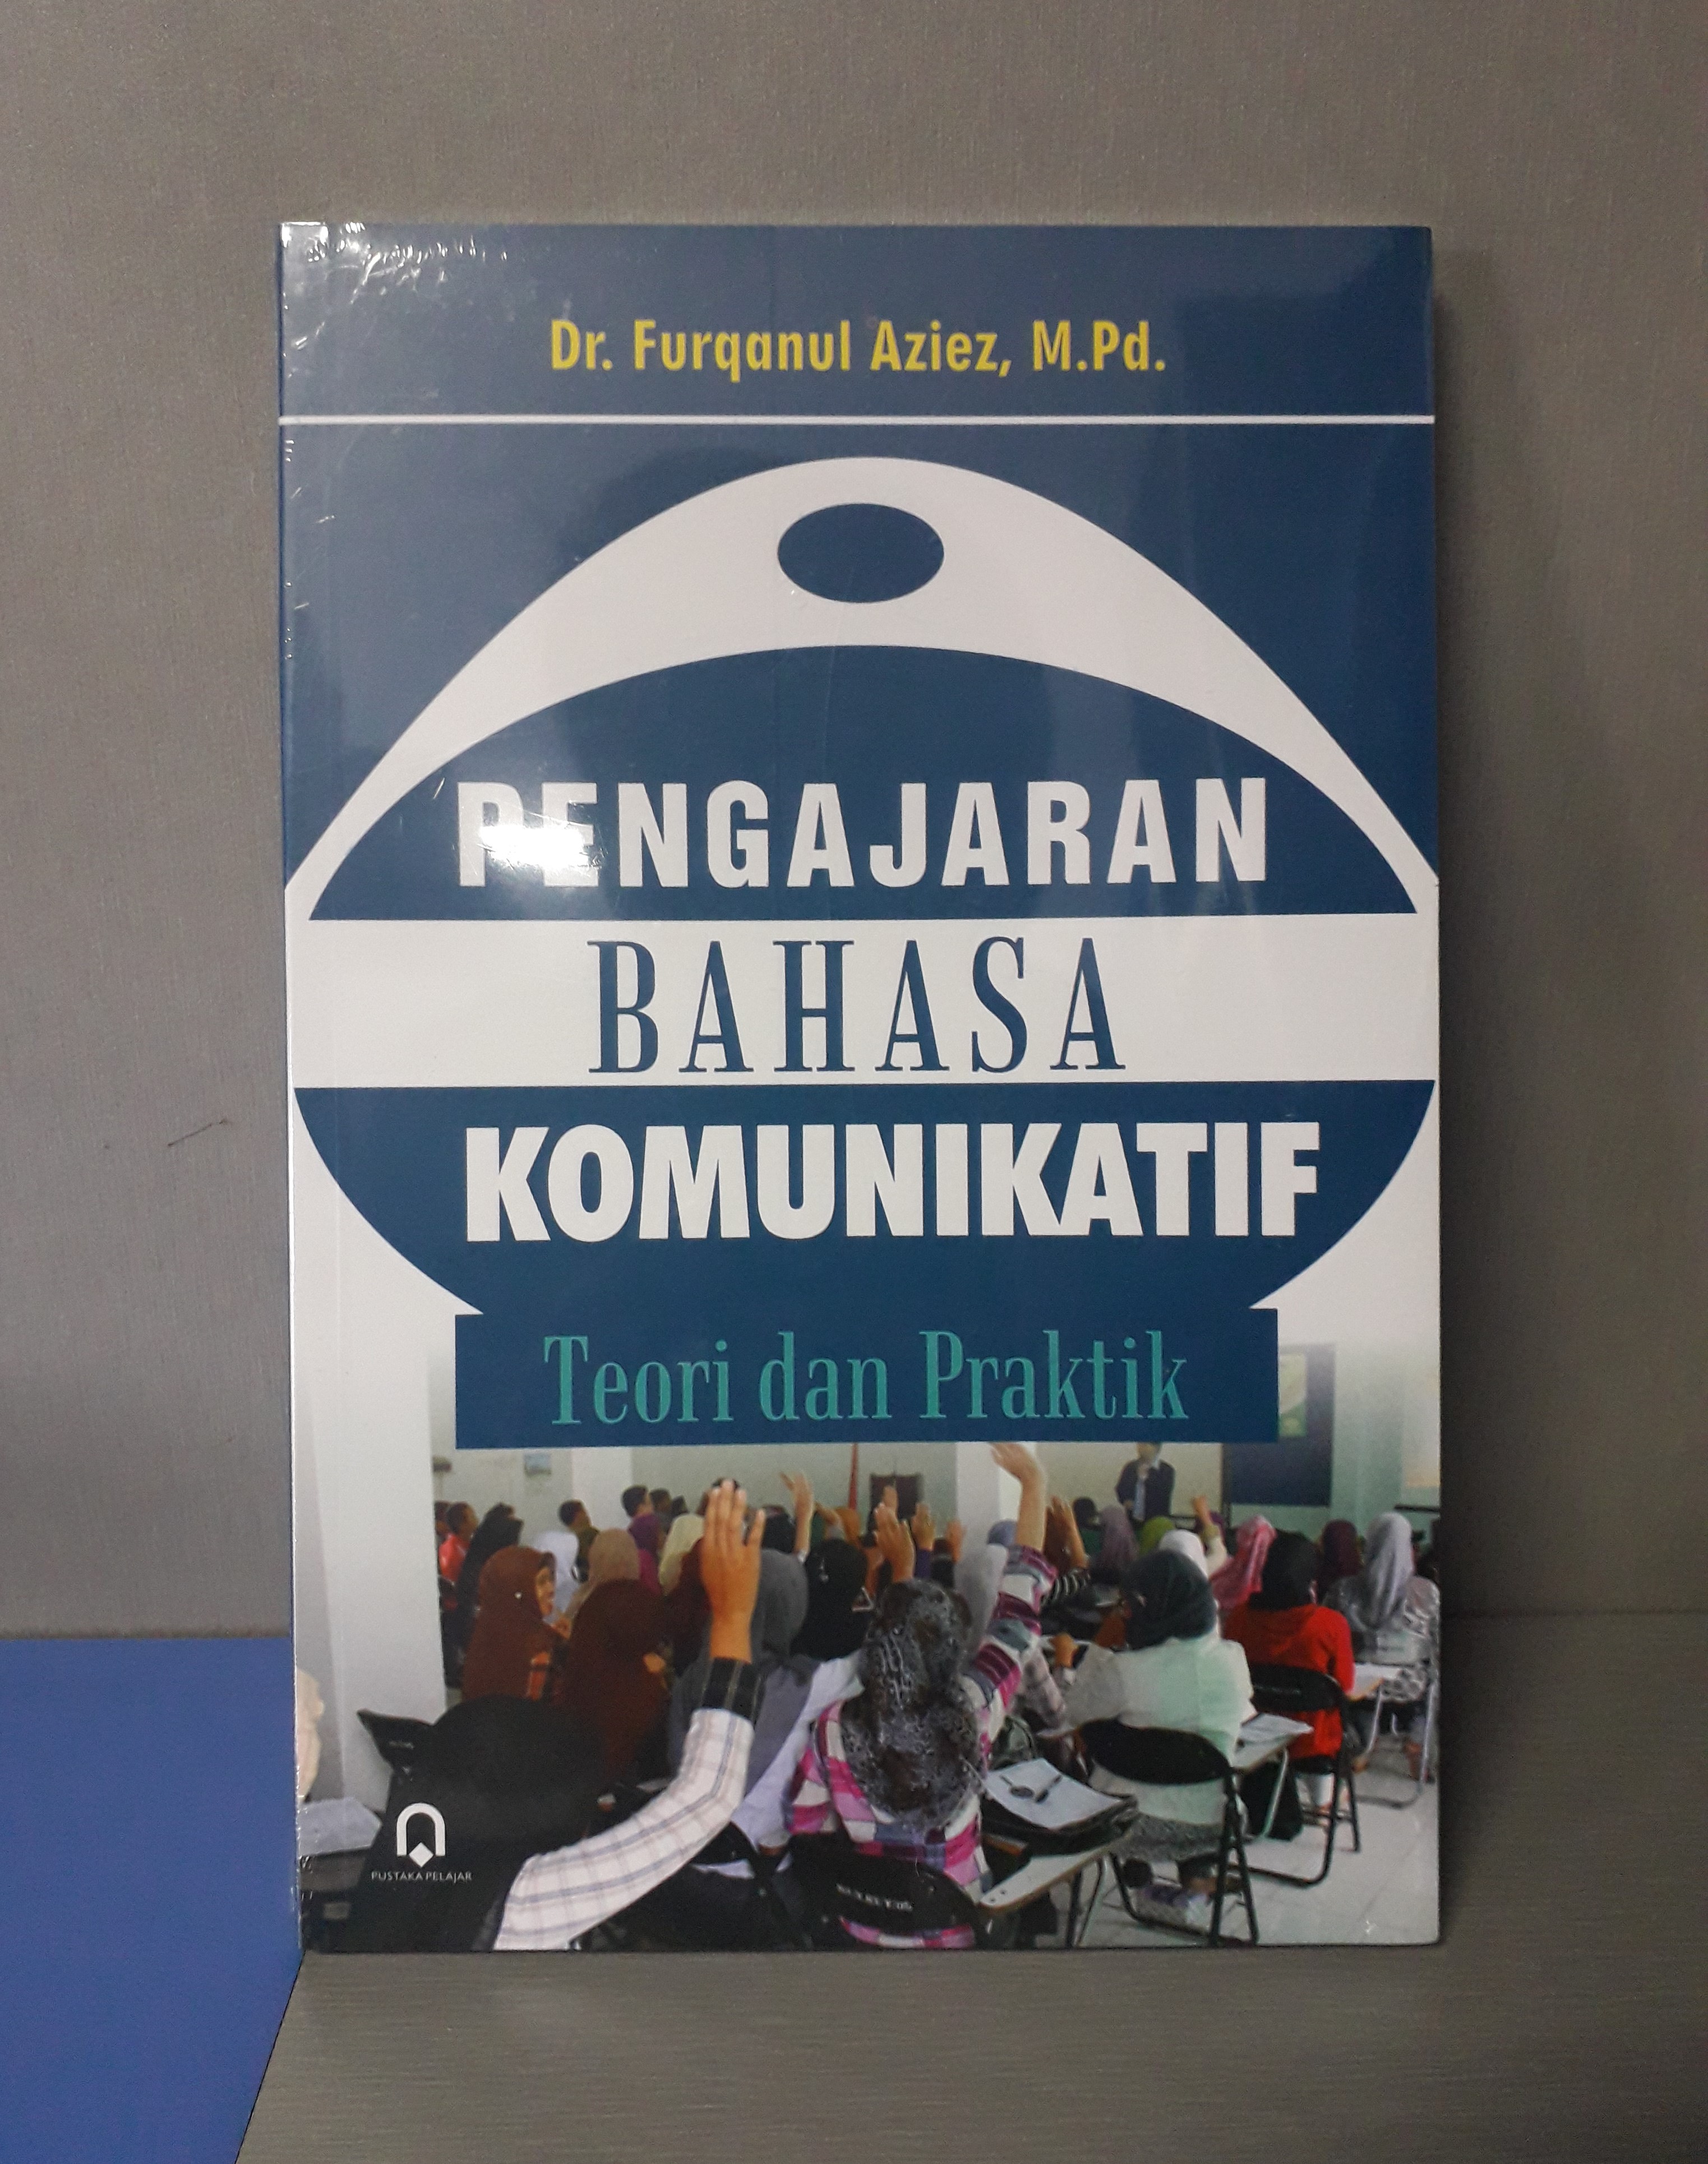 Dr. Furqanul Aziez, M.Pd.
PENGAJARAN
BAHASA
KOMUNIKATIF
Teori dan Praktik
PUSTAKA PELAJAR